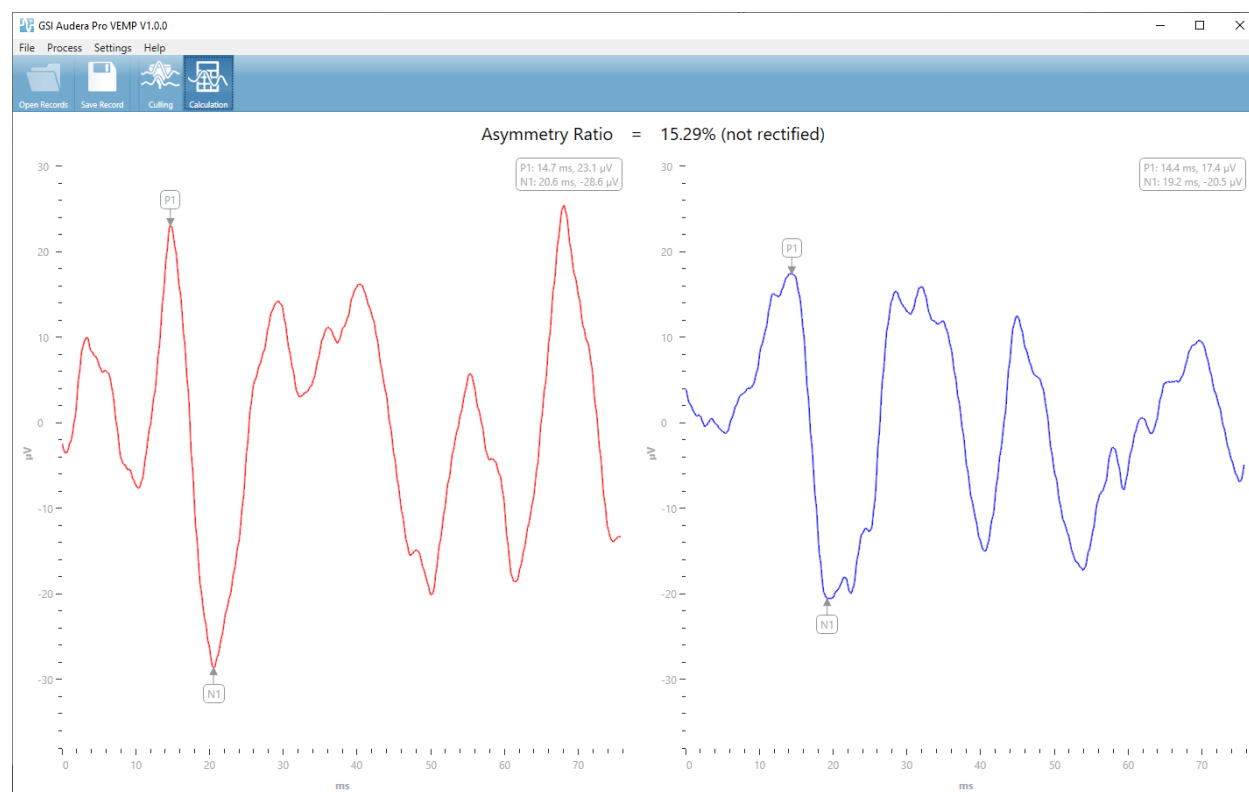 GSI Audera Pro VEMP V1.0.0
File Process Settings Help
Open Records Save Record Culling Calculation
Asymmetry Ratio = 15.29% (not rectified)
P1: 14.7 ms, 23.1 µV
N1: 20.6 ms, -28.6 µV
P1
N1
30
20
10
0
-10
-20
-30
µV
0 10 20 30 40 50 60 70
ms
P1: 14.4 ms, 17.4 µV
N1: 19.2 ms, -20.5 µV
P1
N1
30
20
10
0
-10
-20
-30
µV
0 10 20 30 40 50 60 70
ms